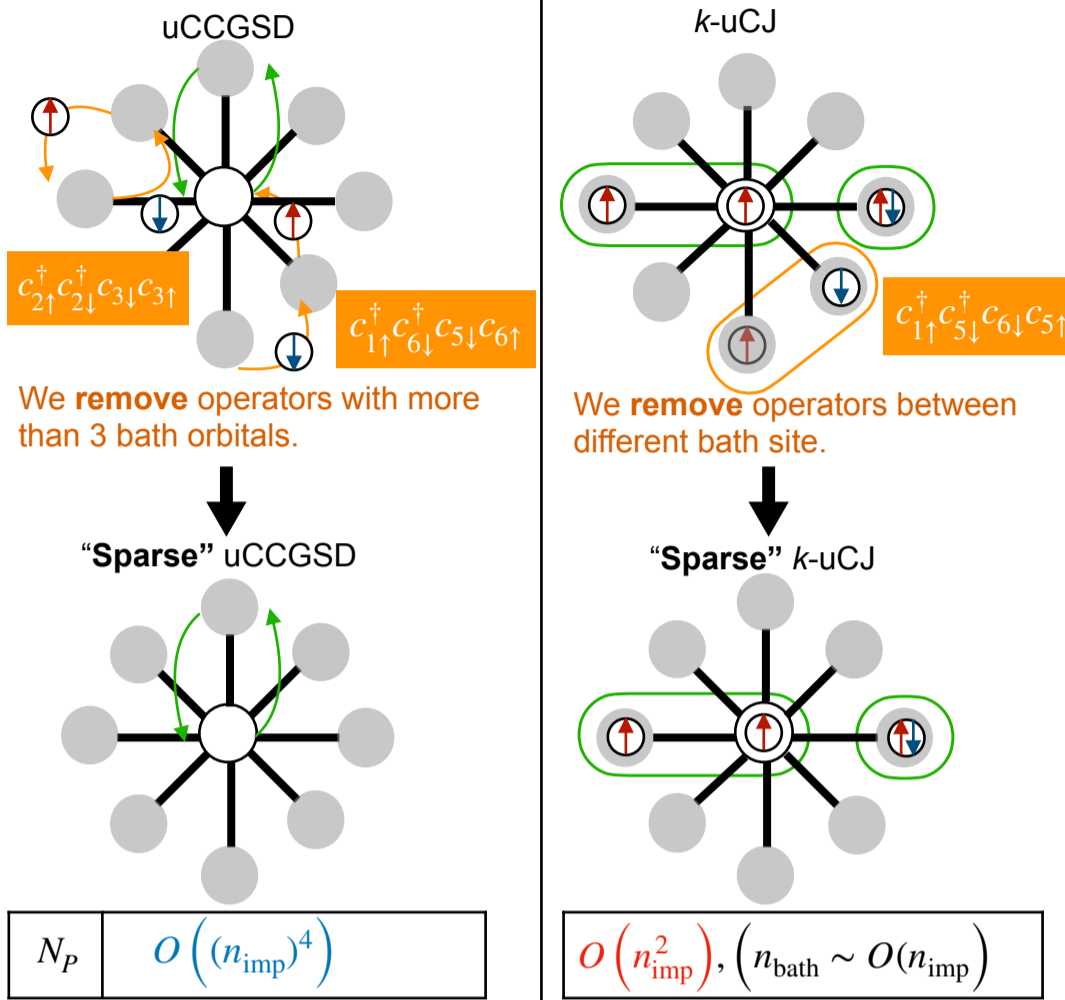 uCCGSD
k-uCJ
c†2↑c†2↓c3↓c3↑
c†1↑c†6↓c5↓c6↑
c†1↑c†5↓c6↓c5↑
We remove operators with more
than 3 bath orbitals.
We remove operators between
different bath site.
“Sparse” uCCGSD
“Sparse” k-uCJ
N_P O((n_imp)^4)
O(n_imp^2), (n_bath ~ O(n_imp)